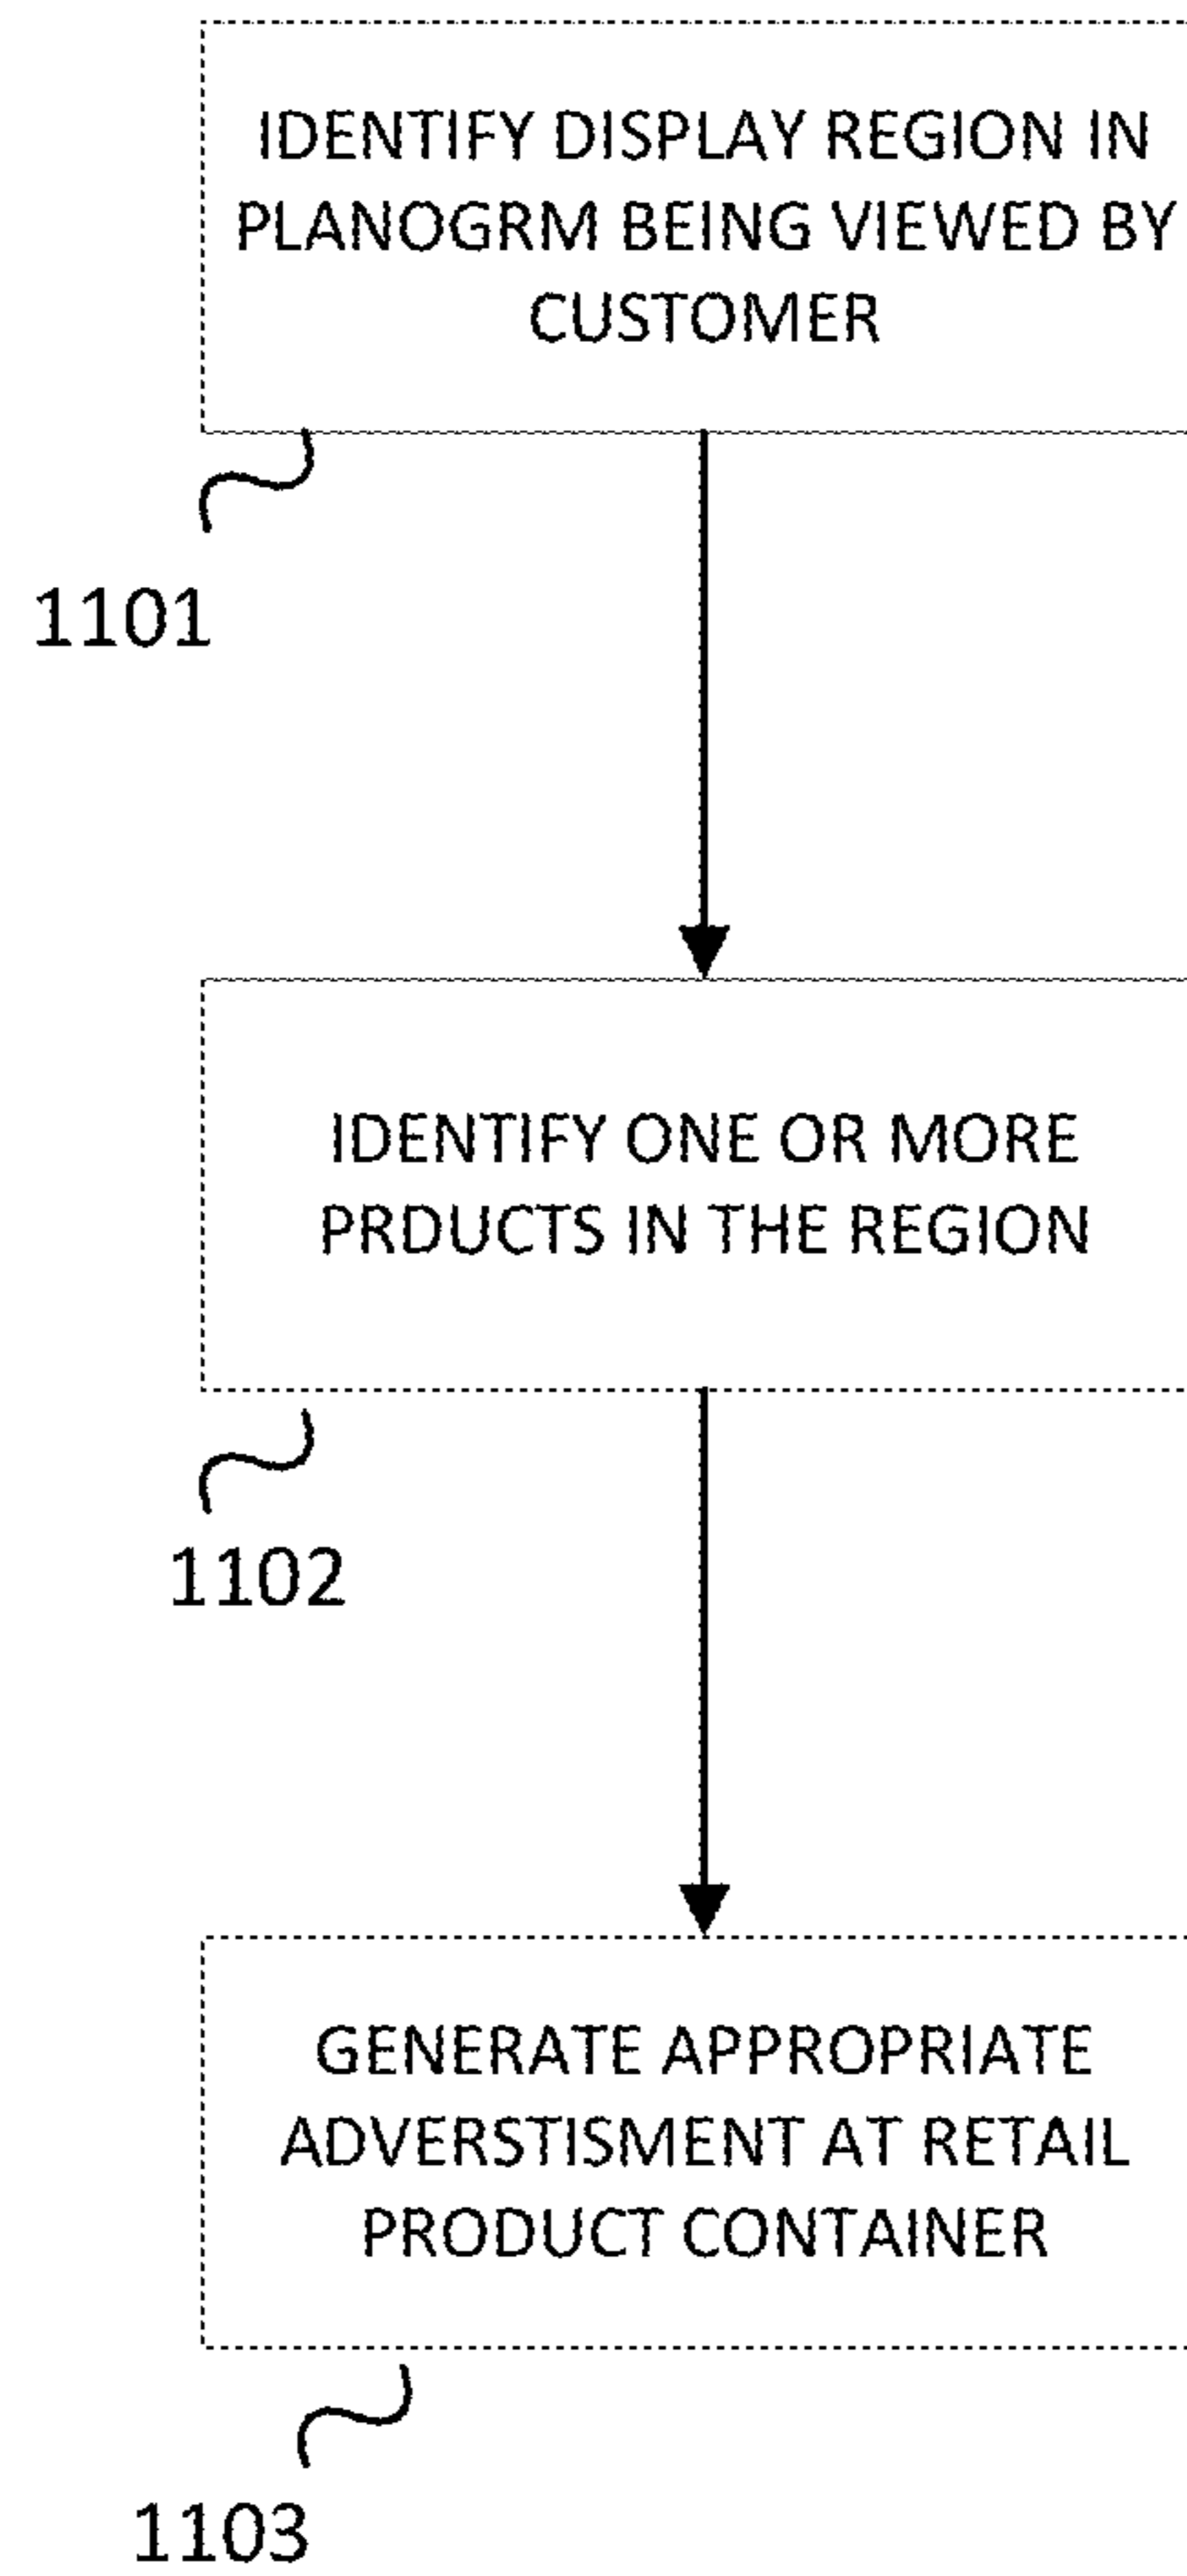 IDENTIFY DISPLAY REGION IN
PLANOGRM BEING VIEWED BY
CUSTOMER
1101
IDENTIFY ONE OR MORE
PRDUCTS IN THE REGION
1102
GENERATE APPROPRIATE
ADVERSTISMENT AT RETAIL
PRODUCT CONTAINER
1103